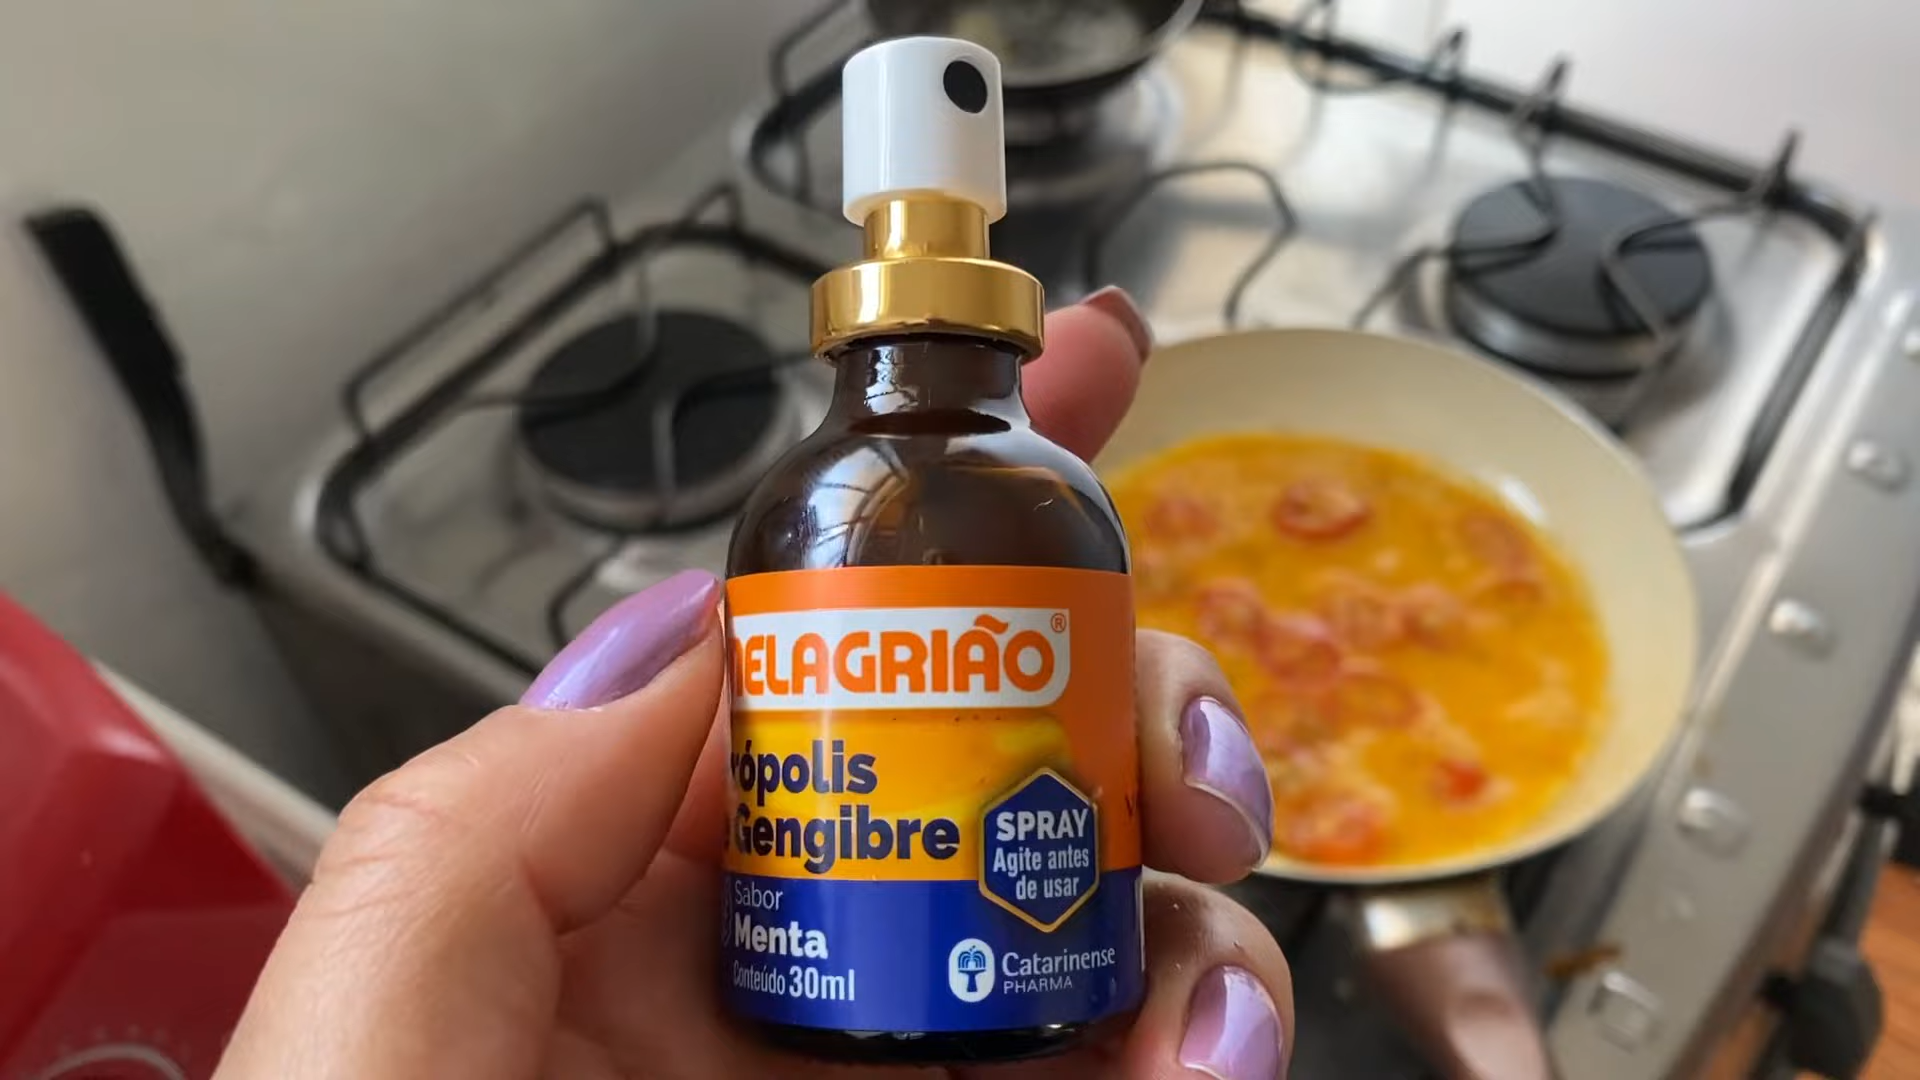 MELAGRIÃO®
rópolis
Gengibre
SPRAY
Agite antes
de usar
Sabor
Menta
Conteúdo 30ml
Catarinense
PHARMA